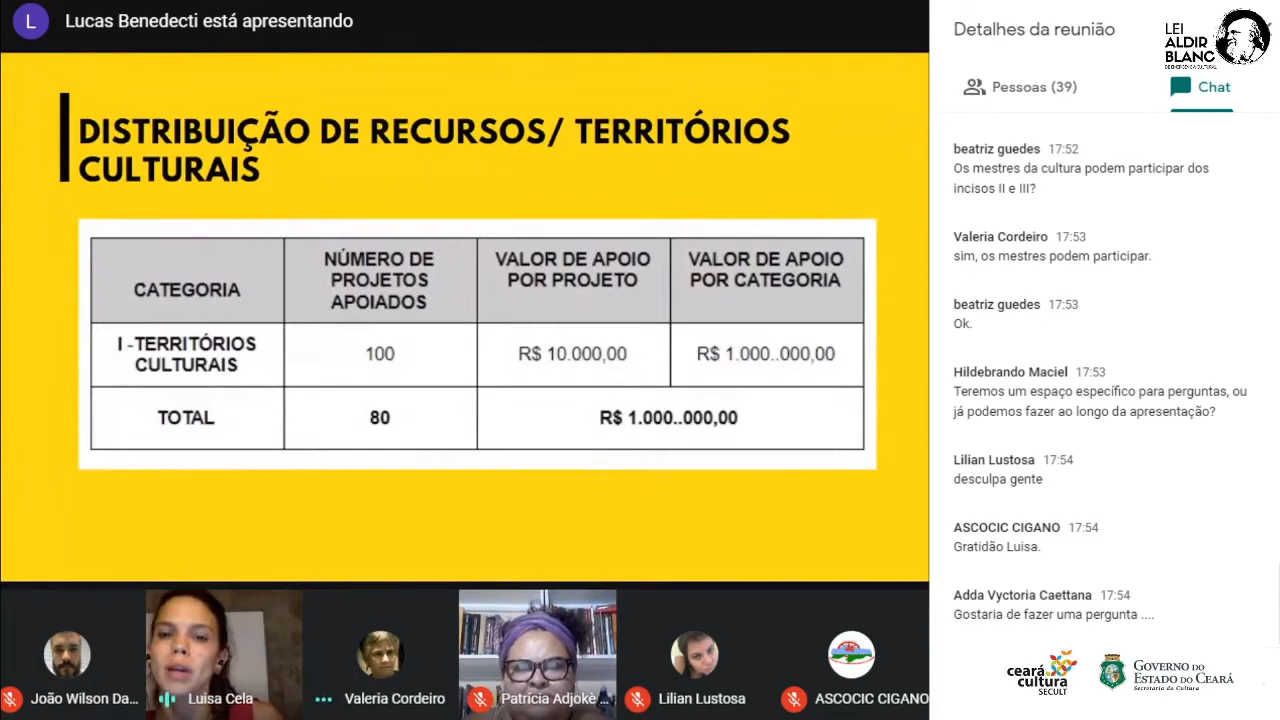 L
Lucas Benedecti está apresentando
DISTRIBUIÇÃO DE RECURSOS/ TERRITÓRIOS
CULTURAIS
CATEGORIA
NÚMERO DE
PROJETOS
APOIADOS
VALOR DE APOIO
POR PROJETO
VALOR DE APOIO
POR CATEGORIA
I -TERRITÓRIOS
CULTURAIS
100
R$ 10.000,00
R$ 1.000..000,00
TOTAL
80
R$ 1.000..000,00
João Wilson Da...
Luisa Cela
Valeria Cordeiro
Patrícia Adjokè ...
Lilian Lustosa
ASCOCIC CIGANO
Detalhes da reunião
LEI
ALDIR
BLANC
DE EMERGÊNCIA CULTURAL
Pessoas (39)
Chat
beatriz guedes 17:52
Os mestres da cultura podem participar dos
incisos II e III?
Valeria Cordeiro 17:53
sim, os mestres podem participar.
beatriz guedes 17:53
Ok.
Hildebrando Maciel 17:53
Teremos um espaço específico para perguntas, ou
já podemos fazer ao longo da apresentação?
Lilian Lustosa 17:54
desculpa gente
ASCOCIC CIGANO 17:54
Gratidão Luisa.
Adda Vyctoria Caettana 17:54
Gostaria de fazer uma pergunta ....
ceará
cultura
SECULT
GOVERNO DO
ESTADO DO CEARÁ
Secretaria da Cultura